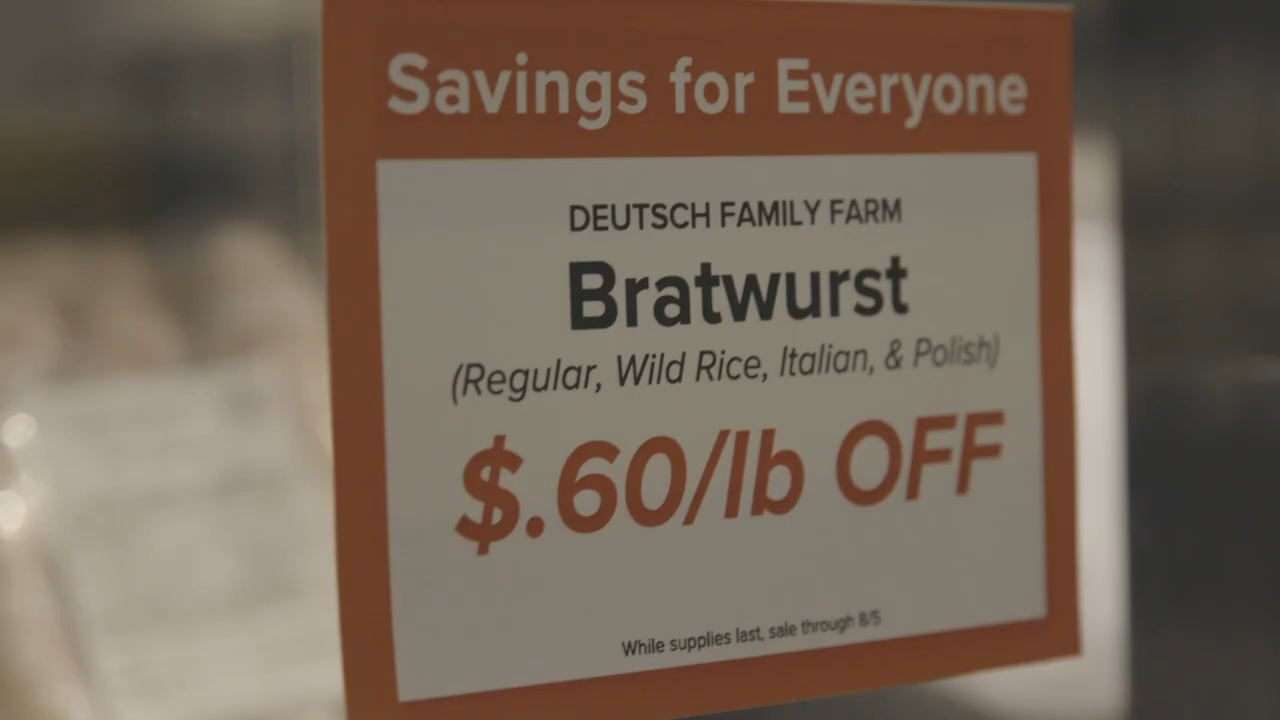 Savings for Everyone
DEUTSCH FAMILY FARM
Bratwurst
(Regular, Wild Rice, Italian, & Polish)
$.60/lb OFF
While supplies last, sale through 8/5